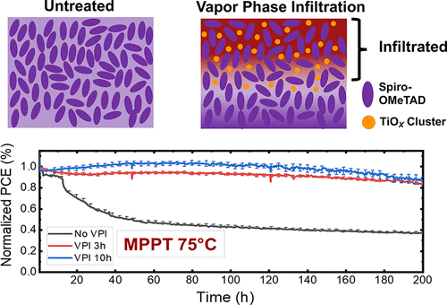 Untreated
Vapor Phase Infiltration
Infiltrated
Spiro-
OMeTAD
TiOx Cluster
Normalized PCE (%)
1.0
0.8
0.6
0.4
0.2
0
No VPI
VPI 3h
VPI 10h
MPPT 75°C
20 40 60 80 100 120 140 160 180 200
Time (h)